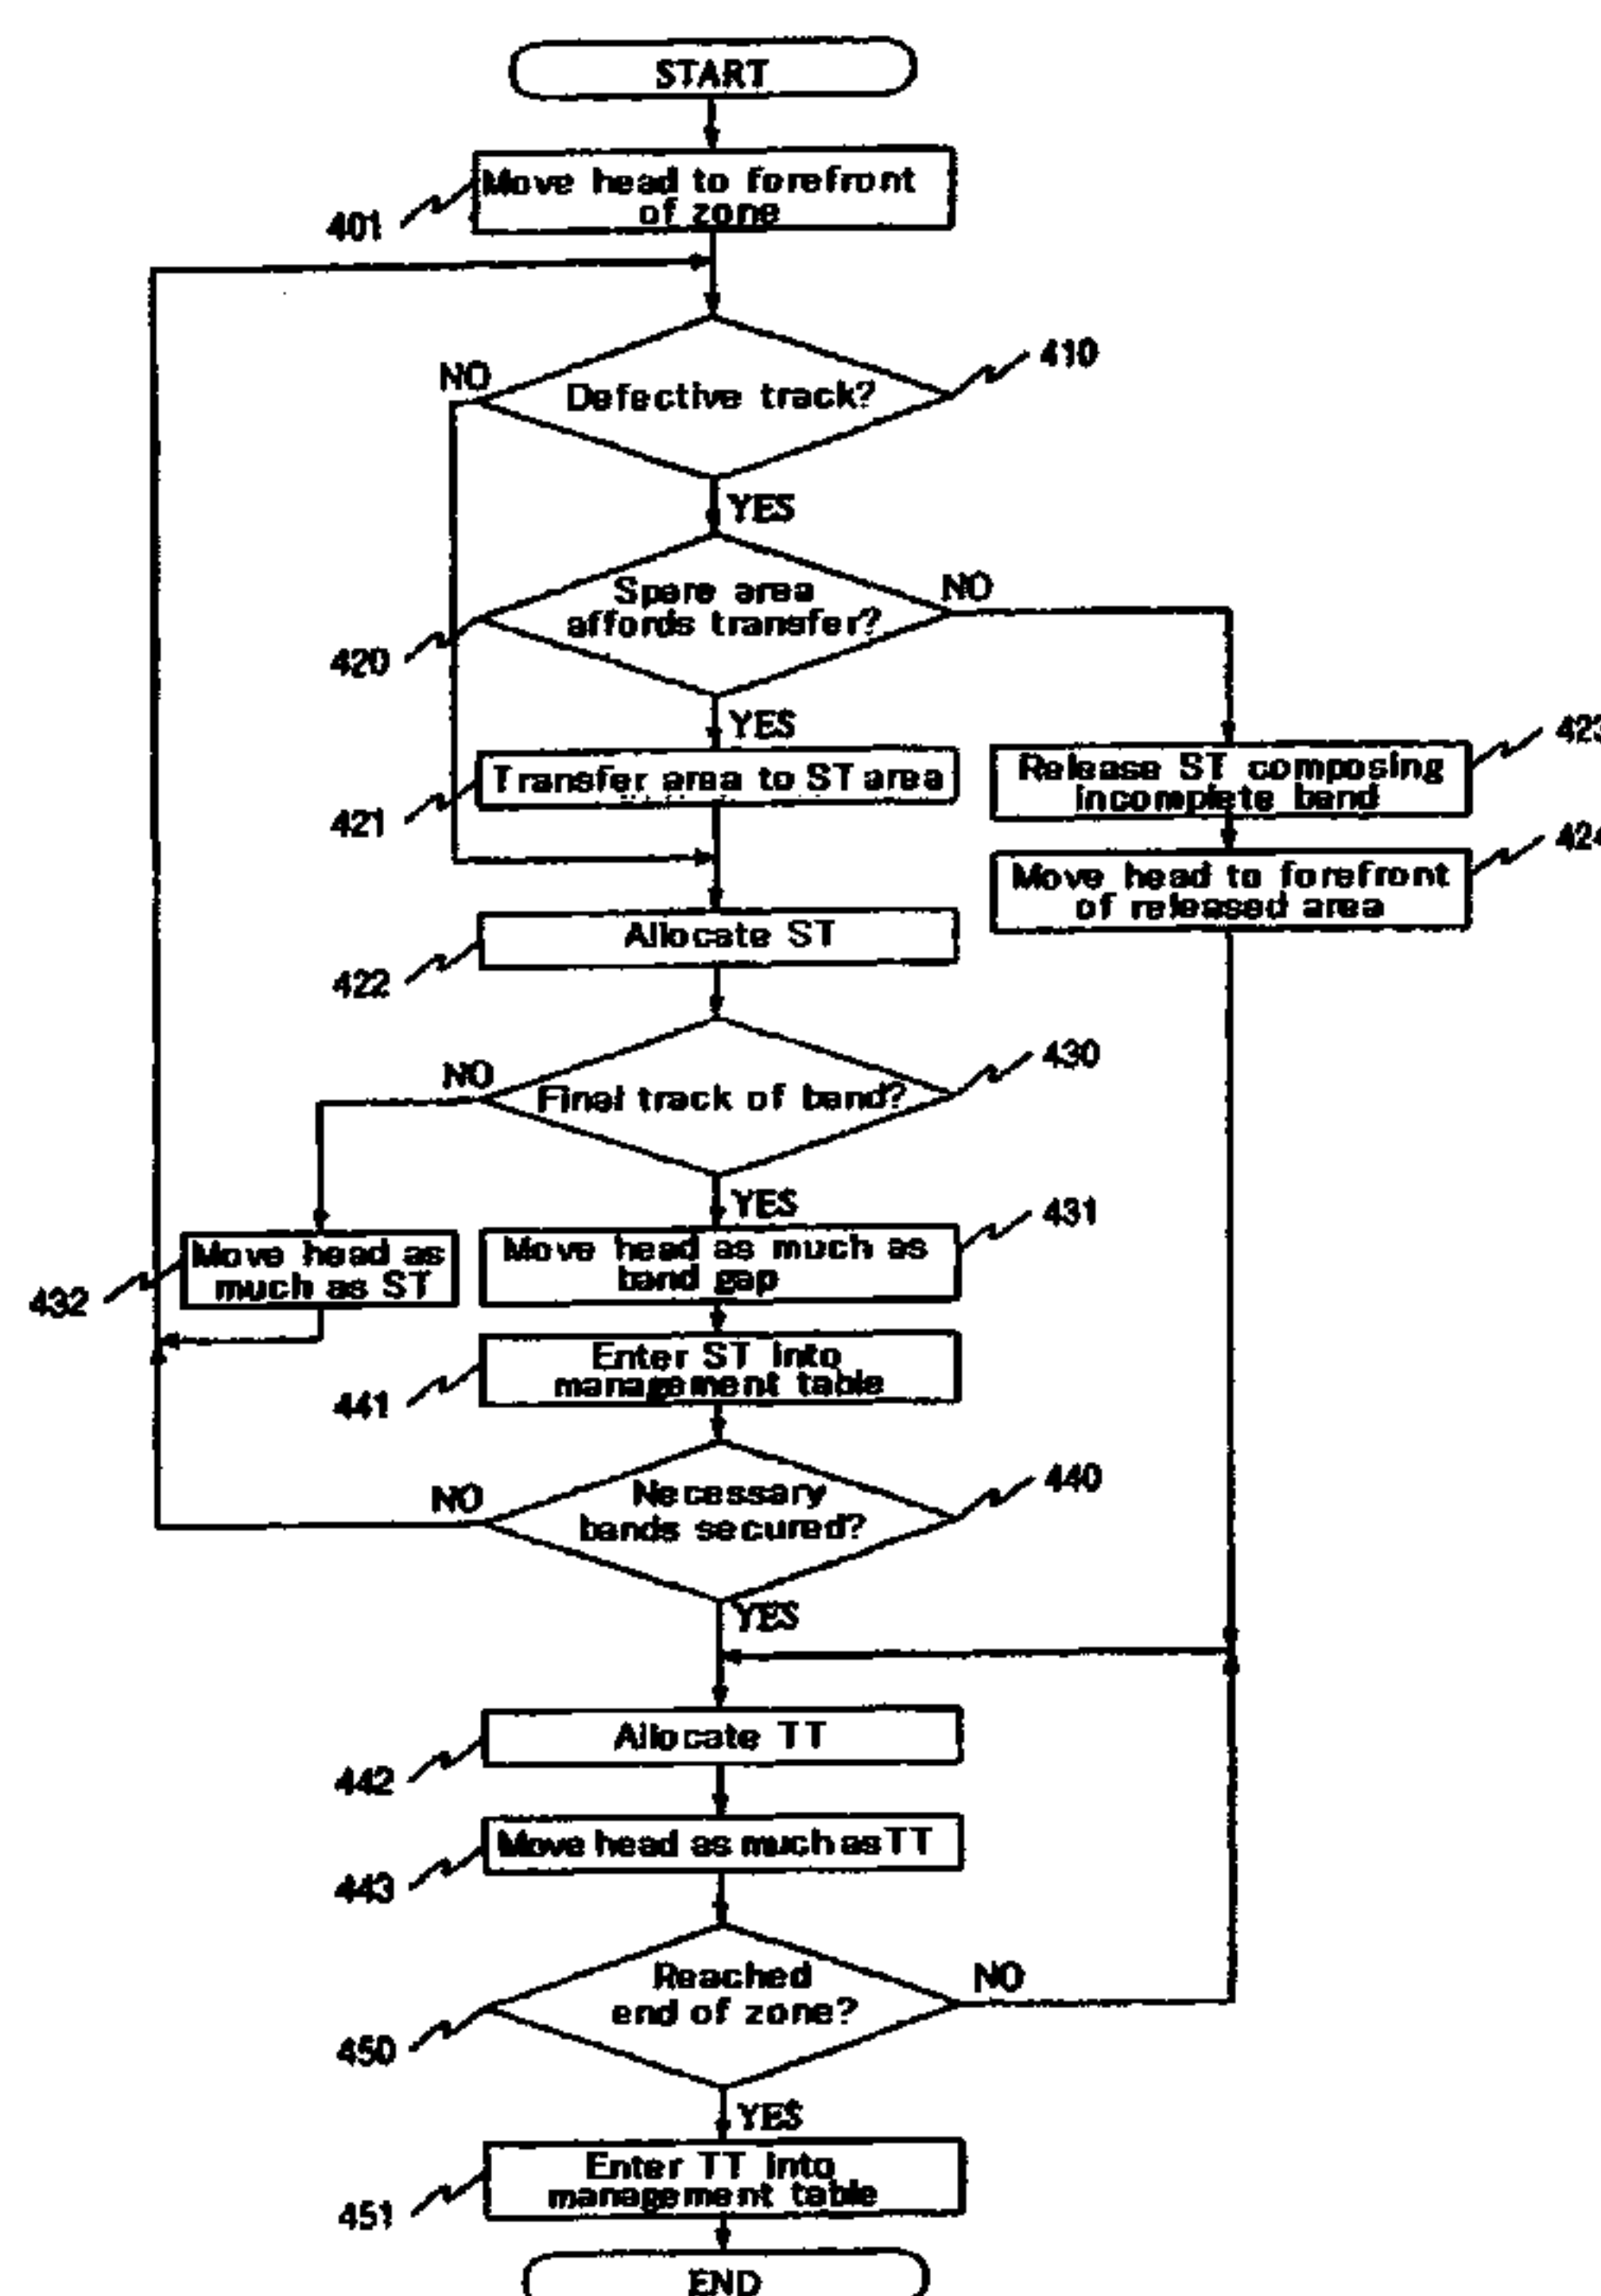 START
Move head to forefront
of zone
401
Defective track?
410
NO
YES
Spare area
affords transfer?
420
NO
YES
Transfer area to ST area
421
Release ST composing
incomplete band
423
Move head to forefront
of released area
424
Allocate ST
422
Final track of band?
430
NO
YES
Move head as
much as ST
432
Move head as much as
band gap
431
Enter ST into
management table
441
Necessary
bands secured?
440
NO
YES
Allocate TT
442
Move head as much as TT
443
Reached
end of zone?
450
NO
YES
Enter TT into
management table
451
END